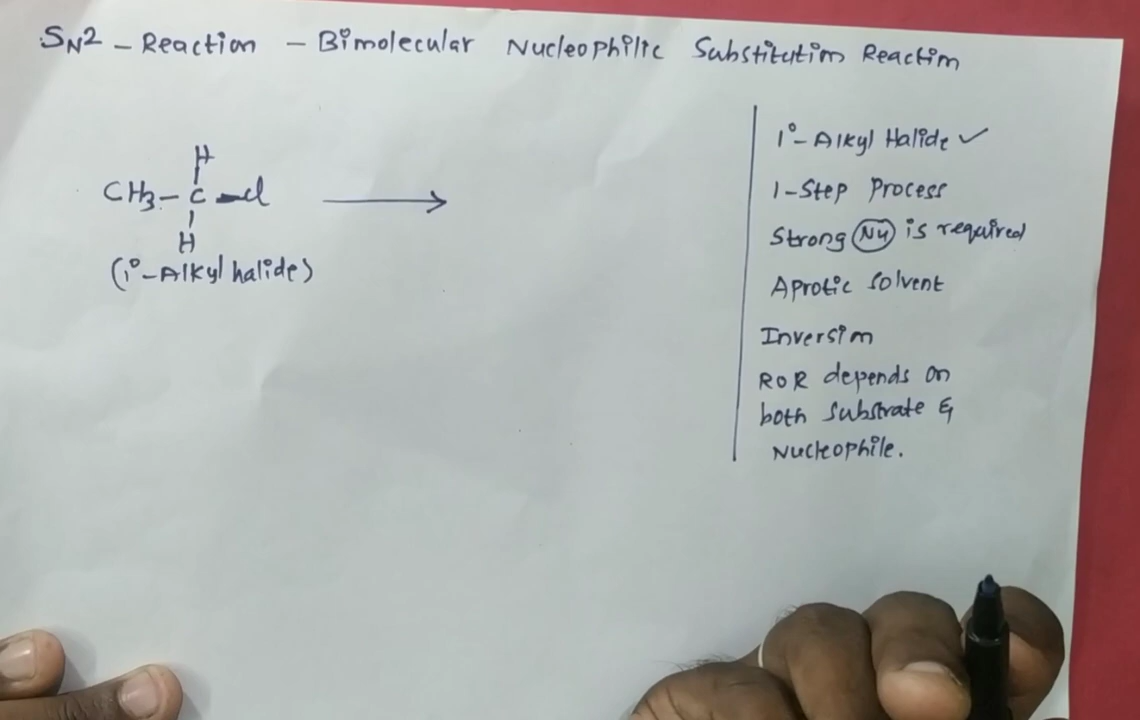 SN2 - Reaction - Bimolecular Nucleophilic Substitution Reaction
H
CH3-C-Cl
H
(1°-Alkyl halide)
1°-Alkyl Halide ✓
1-Step Process
Strong Nu is required
Aprotic solvent
Inversion
ROR depends on
both substrate &
Nucleophile.